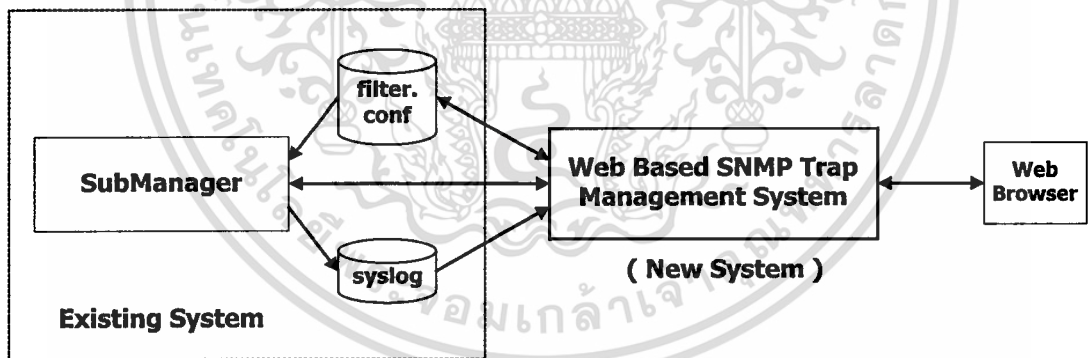 filter.
conf
SubManager
Web Based SNMP Trap
Management System
Web
Browser
( New System )
syslog
Existing System